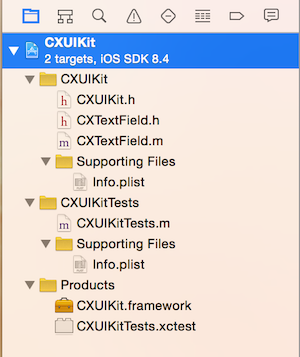 CXUIKit
2 targets, iOS SDK 8.4
CXUIKit
h CXUIKit.h
h CXTextField.h
m CXTextField.m
Supporting Files
Info.plist
CXUIKitTests
m CXUIKitTests.m
Supporting Files
Info.plist
Products
CXUIKit.framework
CXUIKitTests.xctest